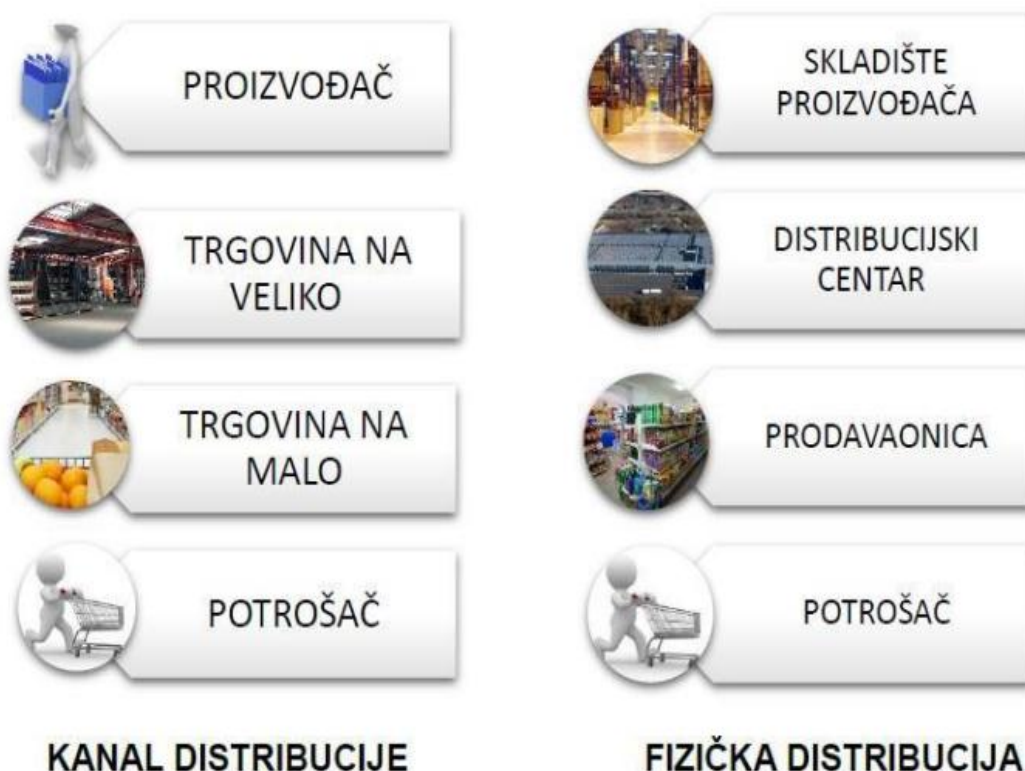 PROIZVOĐAČ
TRGOVINA NA
VELIKO
TRGOVINA NA
MALO
POTROŠAČ
KANAL DISTRIBUCIJE
SKLADIŠTE
PROIZVOĐAČA
DISTRIBUCIJSKI
CENTAR
PRODAVAONICA
POTROŠAČ
FIZIČKA DISTRIBUCIJA